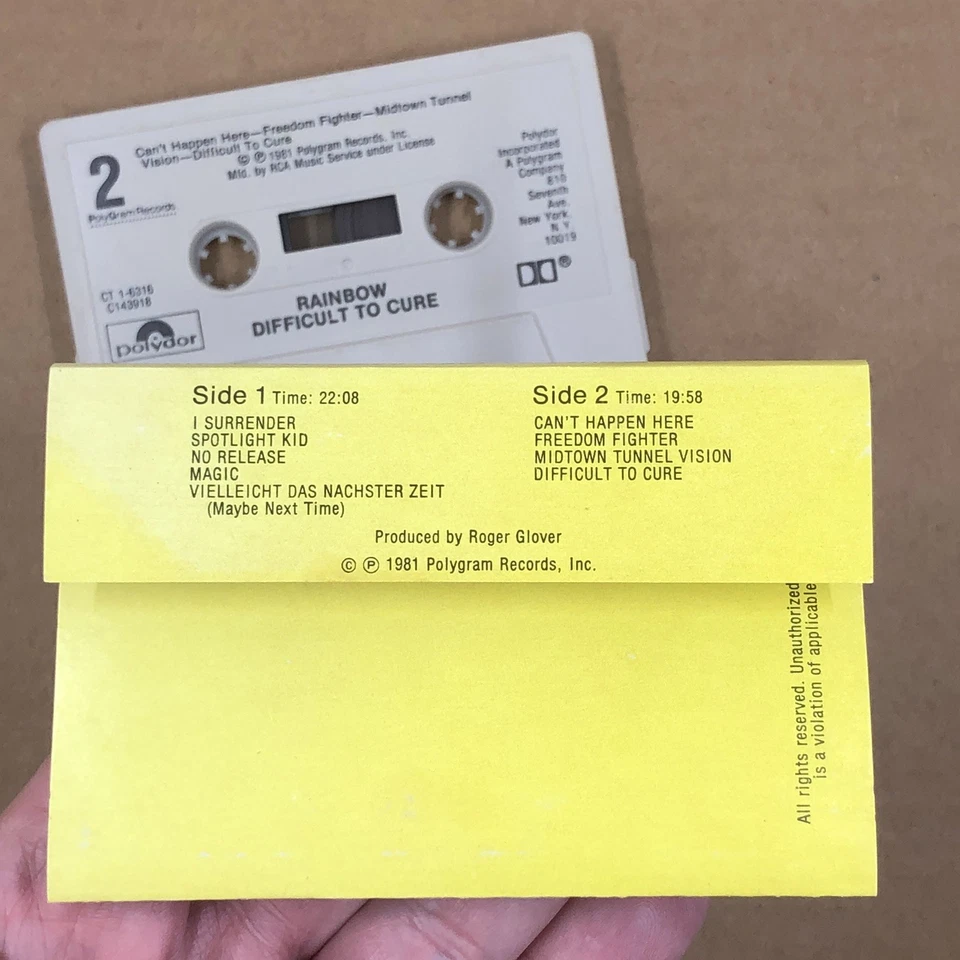 2
Can't Happen Here—Freedom Fighter—Midtown Tunnel
Vision—Difficult To Cure
© ℗ 1981 Polygram Records, Inc.
Mfd. by RCA Music Service under License
PolyGram Records
Polydor
Incorporated
A Polygram
Company
810
Seventh
Ave.
New York,
N Y
10019
CT 1-6316
C143918
polydor
RAINBOW
DIFFICULT TO CURE
Side 1 Time: 22:08
I SURRENDER
SPOTLIGHT KID
NO RELEASE
MAGIC
VIELLEICHT DAS NACHSTER ZEIT
(Maybe Next Time)
Side 2 Time: 19:58
CAN'T HAPPEN HERE
FREEDOM FIGHTER
MIDTOWN TUNNEL VISION
DIFFICULT TO CURE
Produced by Roger Glover
© ℗ 1981 Polygram Records, Inc.
All rights reserved. Unauthorized
is a violation of applicable